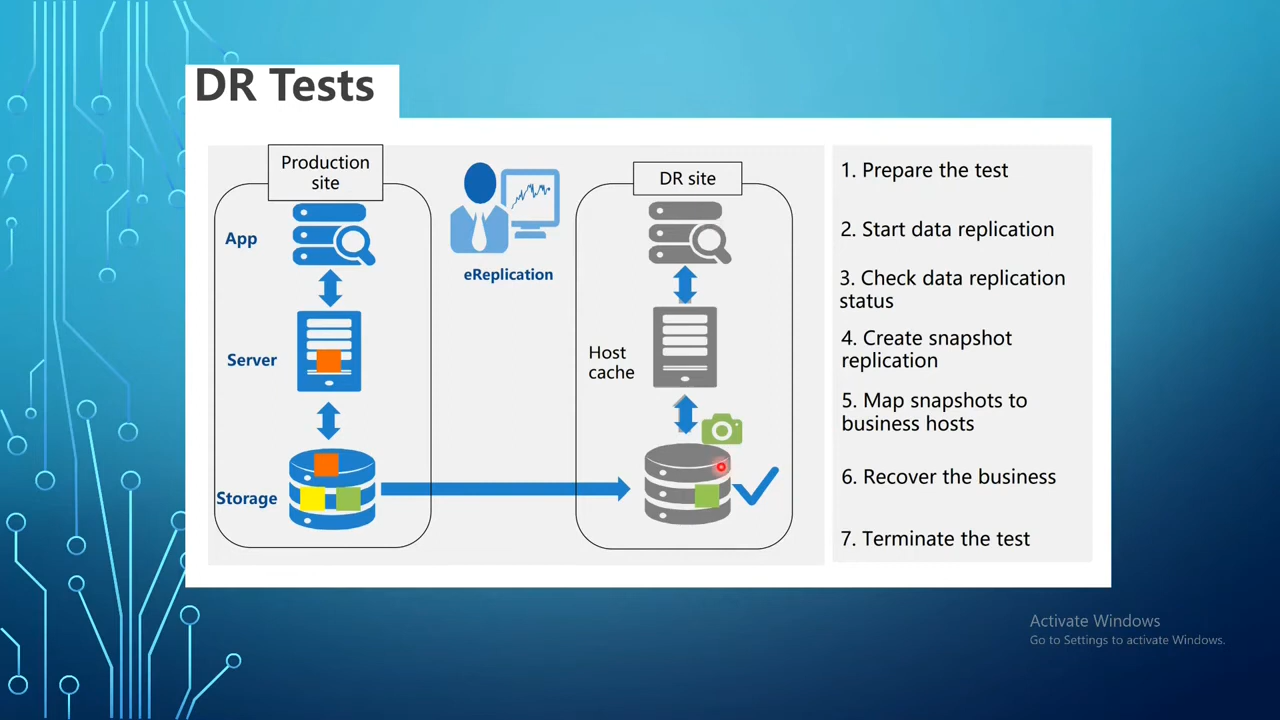 DR Tests
Production
site
DR site
App
eReplication
Server
Host
cache
Storage
1. Prepare the test
2. Start data replication
3. Check data replication
status
4. Create snapshot
replication
5. Map snapshots to
business hosts
6. Recover the business
7. Terminate the test
Activate Windows
Go to Settings to activate Windows.